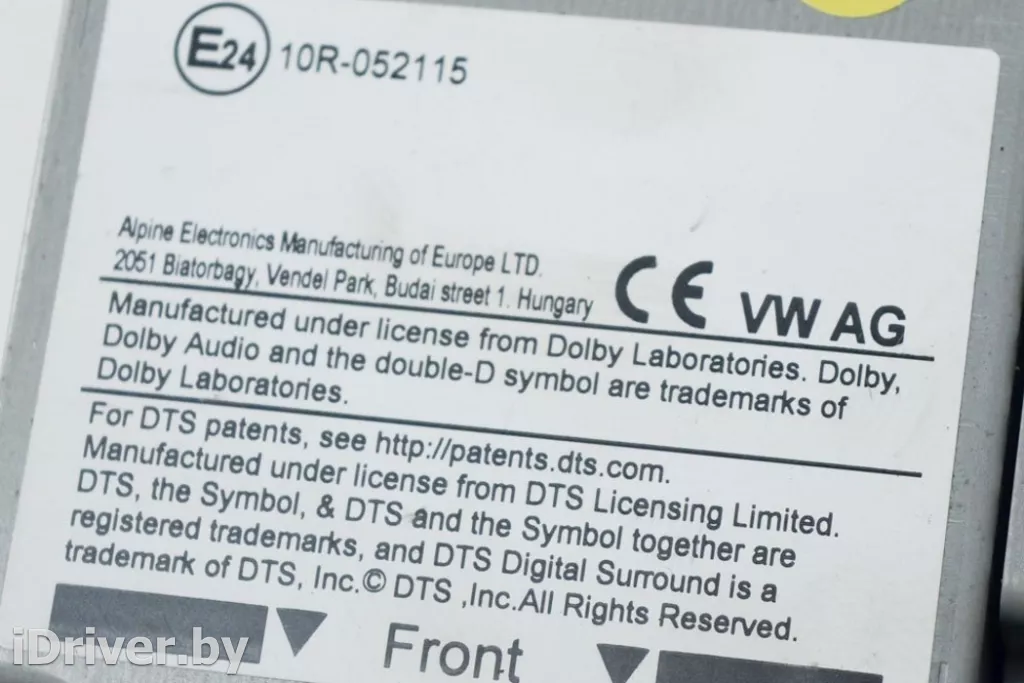 E24 10R-052115
Alpine Electronics Manufacturing of Europe LTD.
2051 Biatorbagy, Vendel Park, Budai street 1. Hungary
CE VW AG
Manufactured under license from Dolby Laboratories. Dolby,
Dolby Audio and the double-D symbol are trademarks of
Dolby Laboratories.
For DTS patents, see http://patents.dts.com.
Manufactured under license from DTS Licensing Limited.
DTS, the Symbol, & DTS and the Symbol together are
registered trademarks, and DTS Digital Surround is a
trademark of DTS, Inc.© DTS ,Inc.All Rights Reserved.
Front
iDriver.by